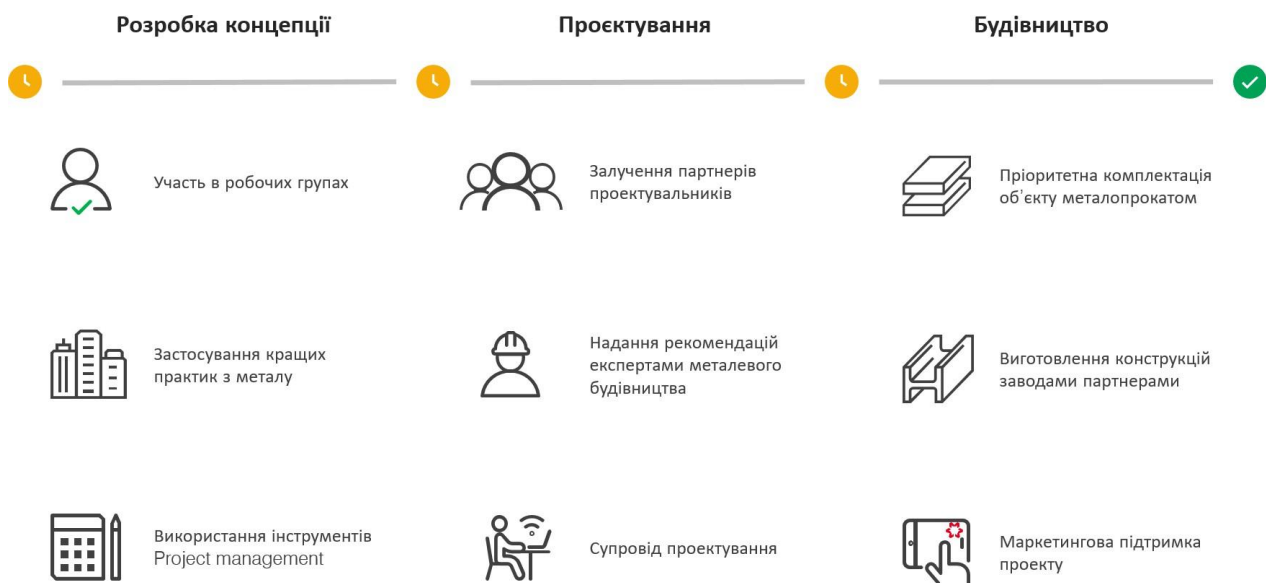 Розробка концепції
Проєктування
Будівництво
Участь в робочих групах
Залучення партнерів
проектувальників
Пріоритетна комплектація
об'єкту металопрокатом
Застосування кращих
практик з металу
Надання рекомендацій
експертами металевого
будівництва
Виготовлення конструкцій
заводами партнерами
Використання інструментів
Project management
Супровід проектування
Маркетингова підтримка
проекту